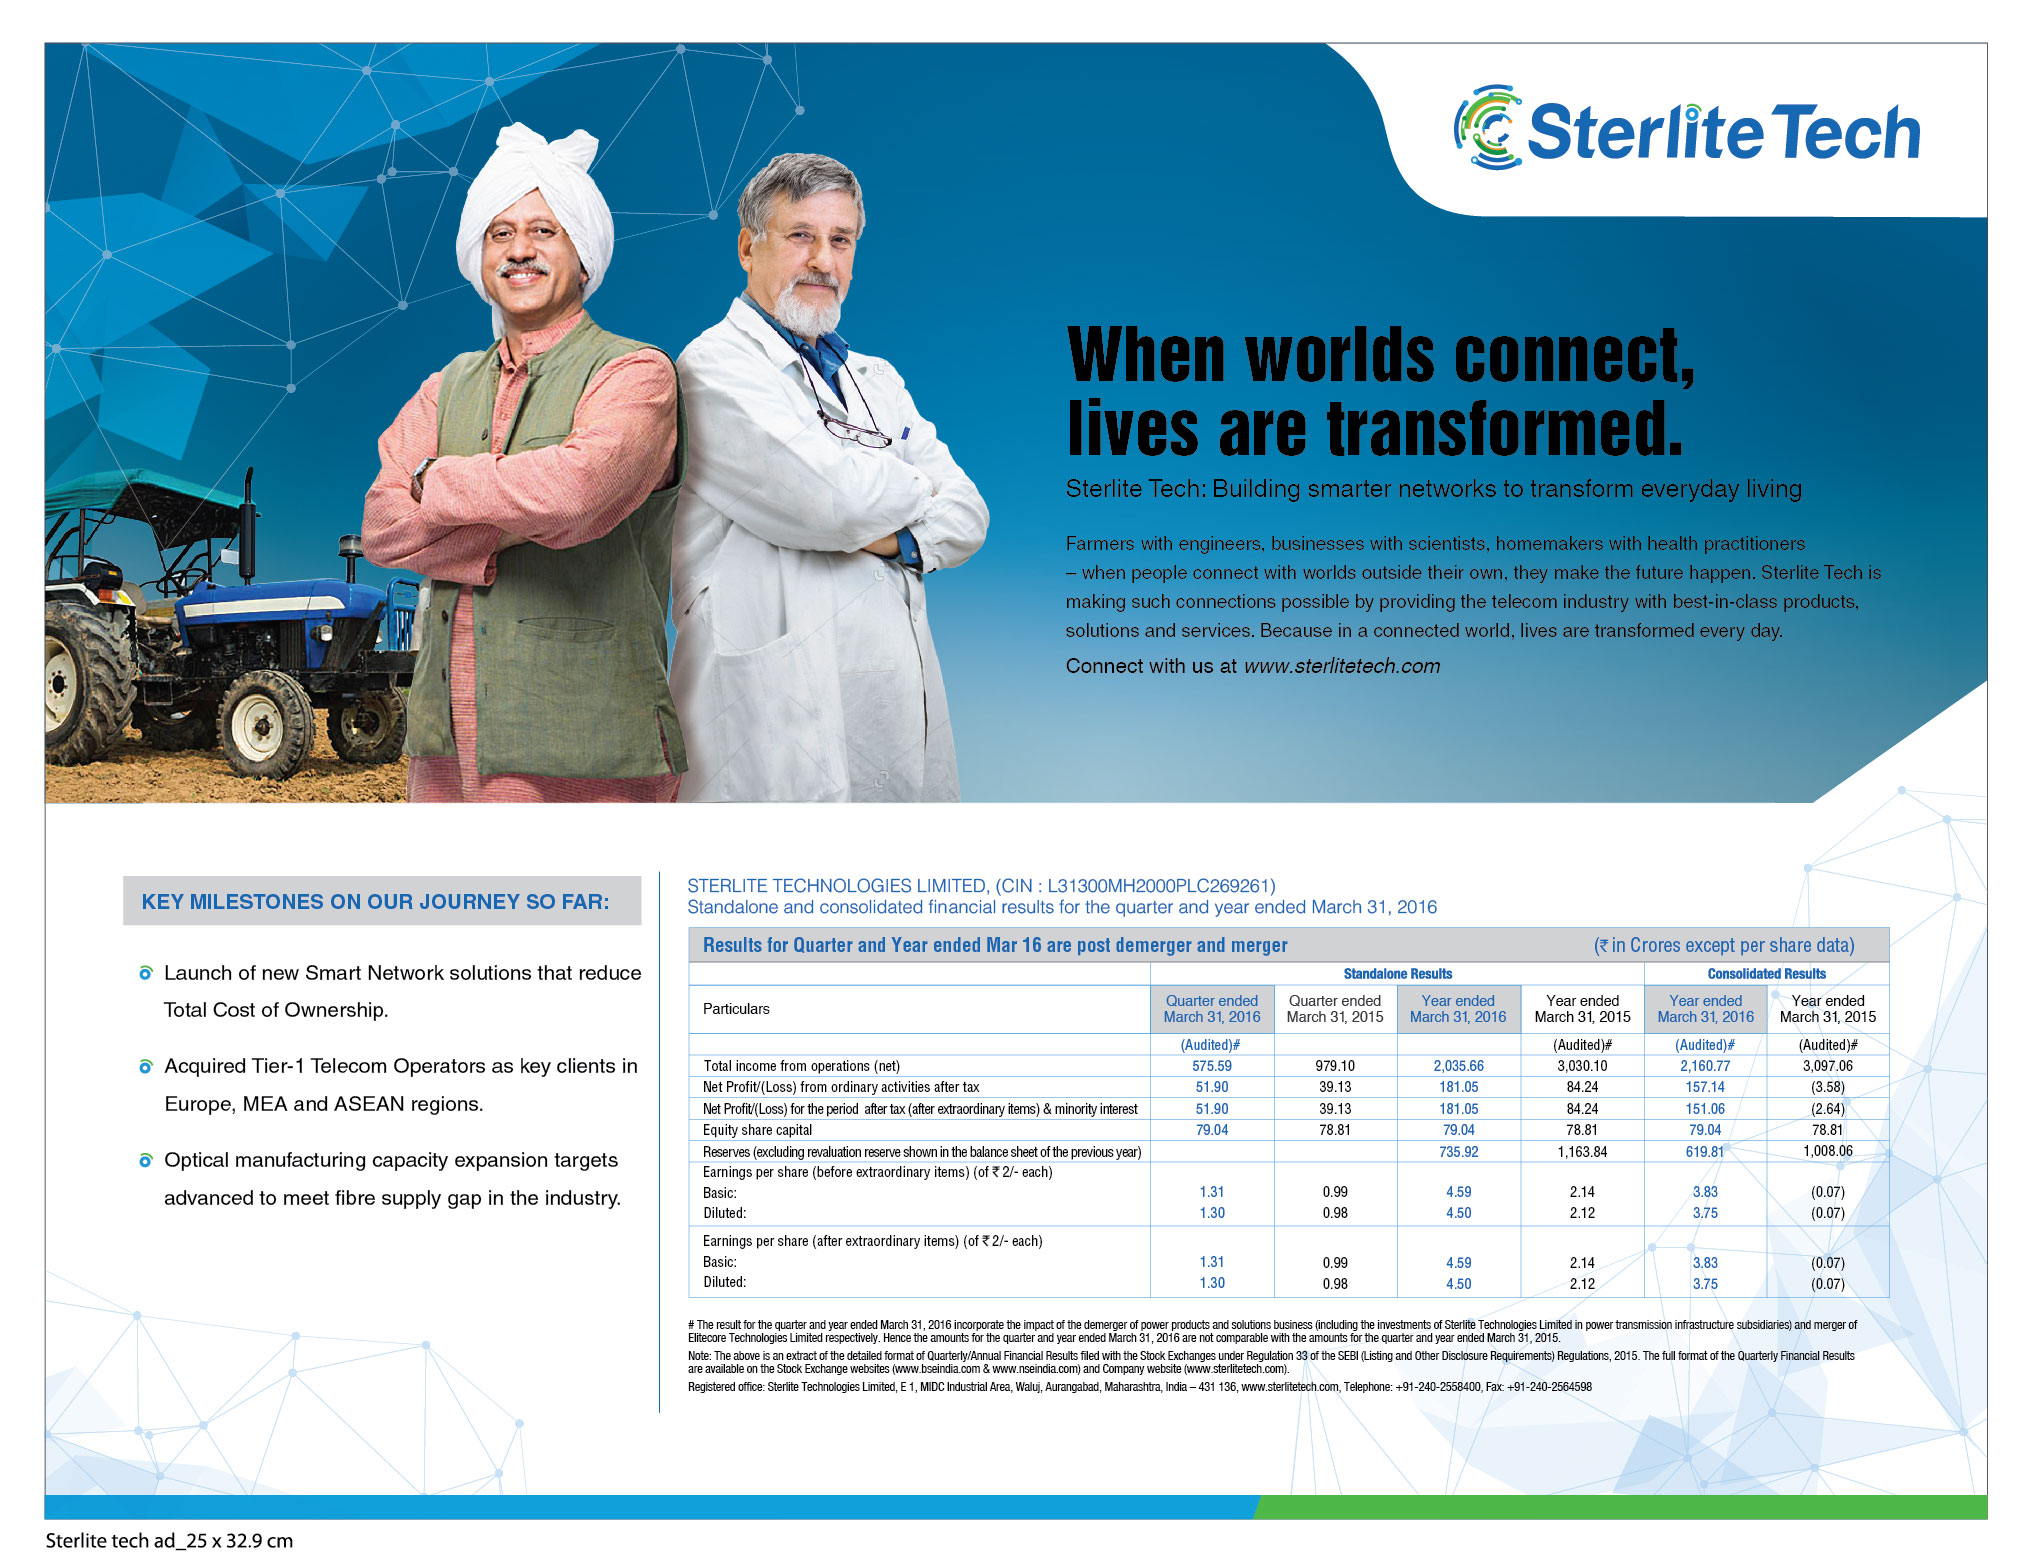 Sterlite Tech
When worlds connect,
lives are transformed.
Sterlite Tech: Building smarter networks to transform everyday living
Farmers with engineers, businesses with scientists, homemakers with health practitioners
– when people connect with worlds outside their own, they make the future happen. Sterlite Tech is
making such connections possible by providing the telecom industry with best-in-class products,
solutions and services. Because in a connected world, lives are transformed every day.
Connect with us at www.sterlitetech.com
KEY MILESTONES ON OUR JOURNEY SO FAR:
Launch of new Smart Network solutions that reduce
Total Cost of Ownership.
Acquired Tier-1 Telecom Operators as key clients in
Europe, MEA and ASEAN regions.
Optical manufacturing capacity expansion targets
advanced to meet fibre supply gap in the industry.
STERLITE TECHNOLOGIES LIMITED, (CIN : L31300MH2000PLC269261)
Standalone and consolidated financial results for the quarter and year ended March 31, 2016
Results for Quarter and Year ended Mar 16 are post demerger and merger (₹ in Crores except per share data)
Standalone Results Consolidated Results
Particulars Quarter ended March 31, 2016 Quarter ended March 31, 2015 Year ended March 31, 2016 Year ended March 31, 2015 Year ended March 31, 2016 Year ended March 31, 2015
(Audited)# (Audited)# (Audited)# (Audited)#
Total income from operations (net) 575.59 979.10 2,035.66 3,030.10 2,160.77 3,097.06
Net Profit/(Loss) from ordinary activities after tax 51.90 39.13 181.05 84.24 157.14 (3.58)
Net Profit/(Loss) for the period after tax (after extraordinary items) & minority interest 51.90 39.13 181.05 84.24 151.06 (2.64)
Equity share capital 79.04 78.81 79.04 78.81 79.04 78.81
Reserves (excluding revaluation reserve shown in the balance sheet of the previous year) 735.92 1,163.84 619.81 1,008.06
Earnings per share (before extraordinary items) (of ₹ 2/- each)
Basic: 1.31 0.99 4.59 2.14 3.83 (0.07)
Diluted: 1.30 0.98 4.50 2.12 3.75 (0.07)
Earnings per share (after extraordinary items) (of ₹ 2/- each)
Basic: 1.31 0.99 4.59 2.14 3.83 (0.07)
Diluted: 1.30 0.98 4.50 2.12 3.75 (0.07)
# The result for the quarter and year ended March 31, 2016 incorporate the impact of the demerger of power products and solutions business (including the investments of Sterlite Technologies Limited in power transmission infrastructure subsidiaries) and merger of
Elitecore Technologies Limited respectively. Hence the amounts for the quarter and year ended March 31, 2016 are not comparable with the amounts for the quarter and year ended March 31, 2015.
Note: The above is an extract of the detailed format of Quarterly/Annual Financial Results filed with the Stock Exchanges under Regulation 33 of the SEBI (Listing and Other Disclosure Requirements) Regulations, 2015. The full format of the Quarterly Financial Results
are available on the Stock Exchange websites (www.bseindia.com & www.nseindia.com) and Company website (www.sterlitetech.com).
Registered office: Sterlite Technologies Limited, E 1, MIDC Industrial Area, Waluj, Aurangabad, Maharashtra, India – 431 136, www.sterlitetech.com, Telephone: +91-240-2558400, Fax: +91-240-2564598
Sterlite tech ad_25 x 32.9 cm